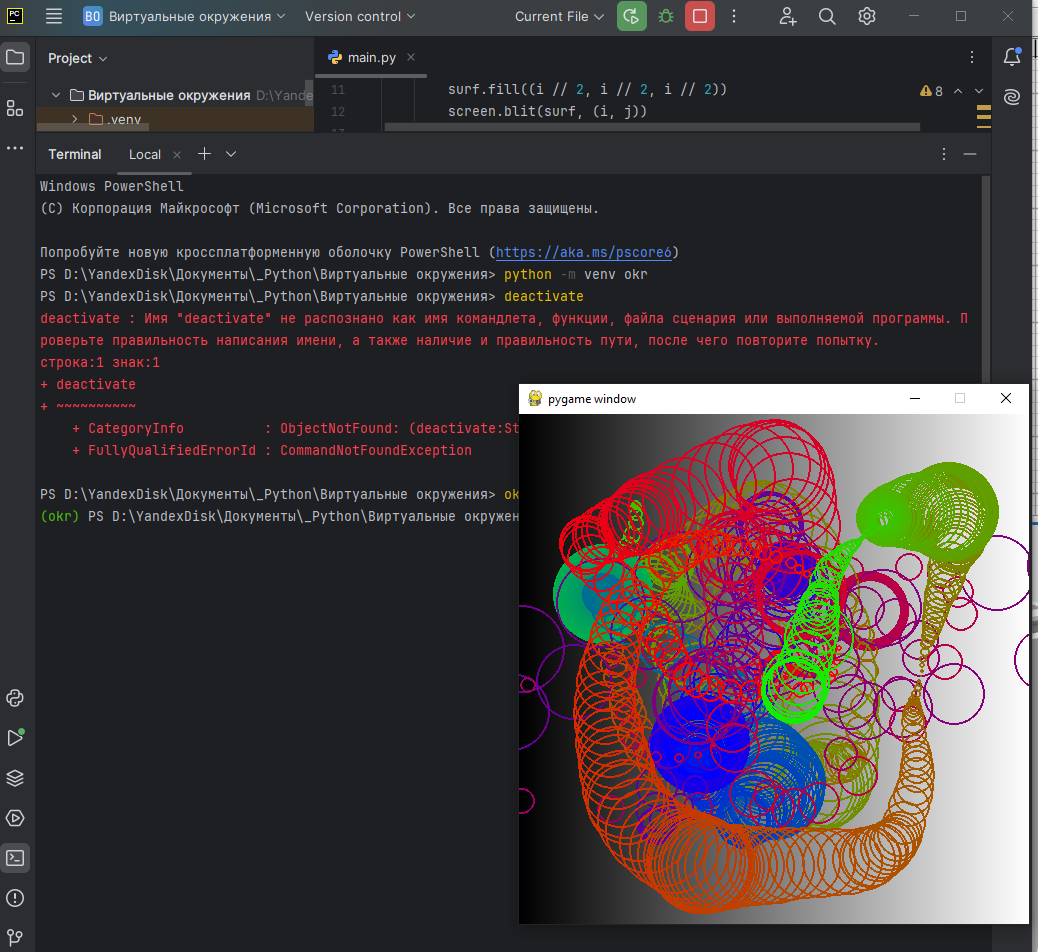 PC
ВО Виртуальные окружения Version control Current File
Project
main.py
Виртуальные окружения D:\Yande
.venv
11 surf.fill((i // 2, i // 2, i // 2))
12 screen.blit(surf, (i, j))
8
Terminal Local
Windows PowerShell
(C) Корпорация Майкрософт (Microsoft Corporation). Все права защищены.
Попробуйте новую кроссплатформенную оболочку PowerShell (https://aka.ms/pscore6)
PS D:\YandexDisk\Документы\_Python\Виртуальные окружения> python -m venv okr
PS D:\YandexDisk\Документы\_Python\Виртуальные окружения> deactivate
deactivate : Имя "deactivate" не распознано как имя командлета, функции, файла сценария или выполняемой программы. П
роверьте правильность написания имени, а также наличие и правильность пути, после чего повторите попытку.
строка:1 знак:1
+ deactivate
+ ~~~~~~~~~~
+ CategoryInfo : ObjectNotFound: (deactivate:St
+ FullyQualifiedErrorId : CommandNotFoundException
PS D:\YandexDisk\Документы\_Python\Виртуальные окружения> ok
(okr) PS D:\YandexDisk\Документы\_Python\Виртуальные окружен
pygame window